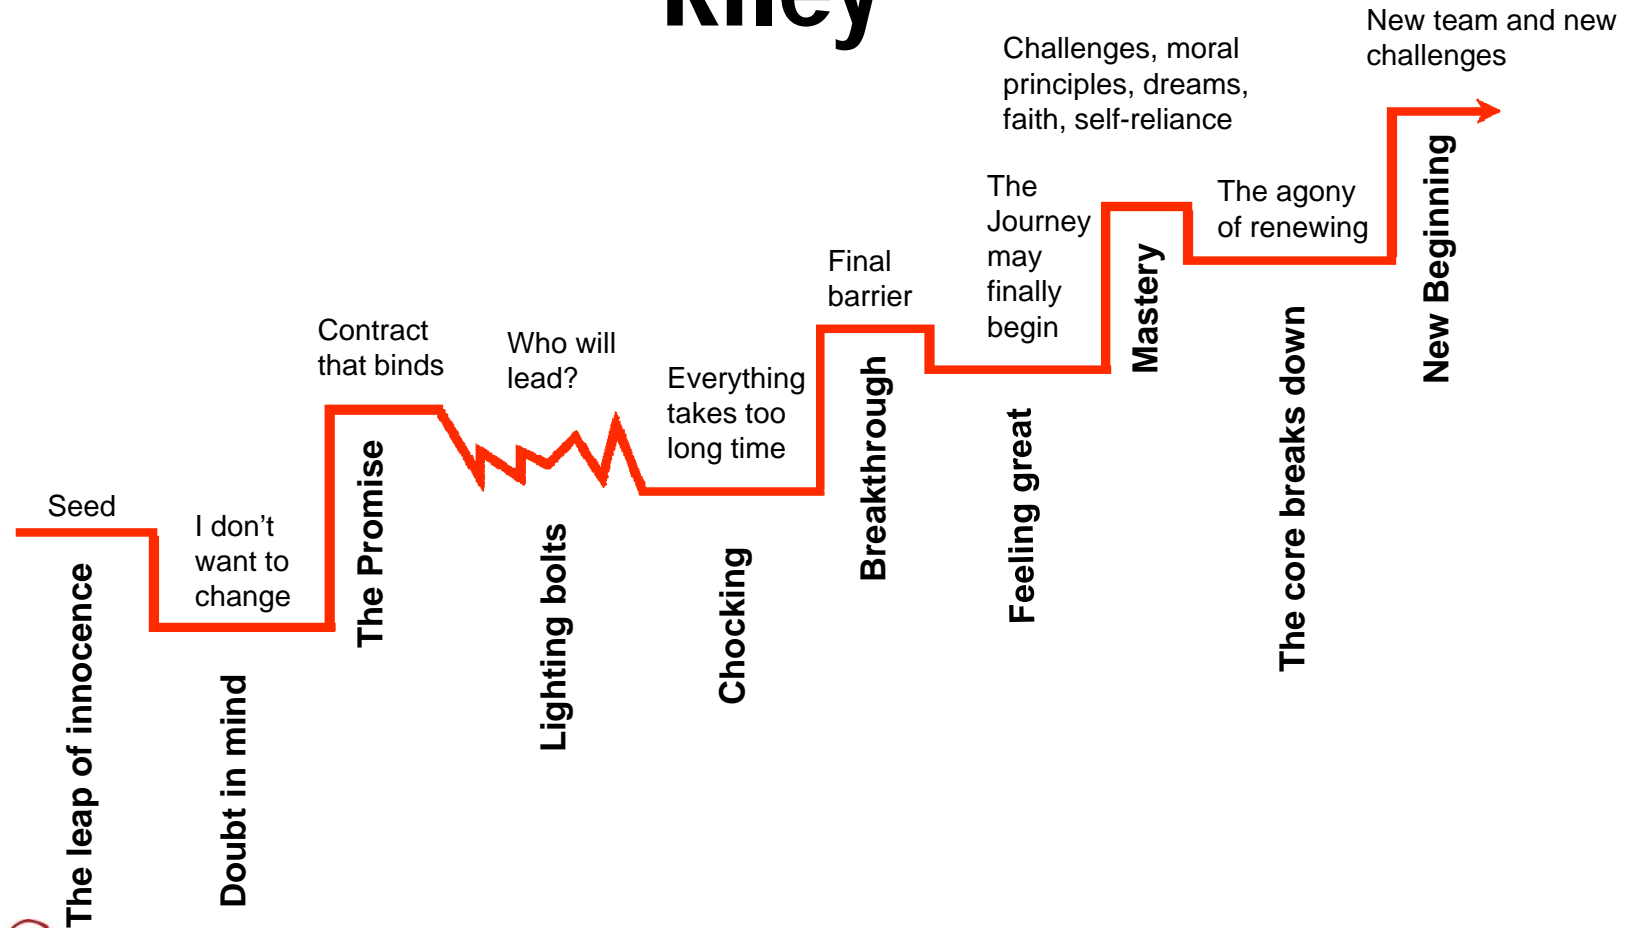 Riley
New team and new
challenges
Challenges, moral
principles, dreams,
faith, self-reliance
The
Journey
may
finally
begin
The agony
of renewing
Final
barrier
Contract
that binds
Who will
lead?
Everything
takes too
long time
Seed
I don’t
want to
change
The leap of innocence
Doubt in mind
The Promise
Lighting bolts
Chocking
Breakthrough
Feeling great
Mastery
The core breaks down
New Beginning